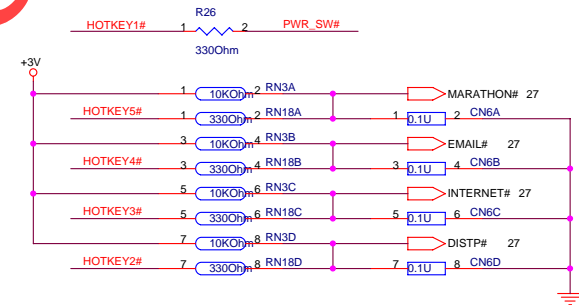 R26
HOTKEY1# 1 2 PWR_SW#
330Ohm
+3V
1 10KOhm 2 RN3A MARATHON# 27
HOTKEY5# 1 330Ohm 2 RN18A 1 0.1U 2 CN6A
3 10KOhm 4 RN3B EMAIL# 27
HOTKEY4# 3 330Ohm 4 RN18B 3 0.1U 4 CN6B
5 10KOhm 6 RN3C INTERNET# 27
HOTKEY3# 5 330Ohm 6 RN18C 5 0.1U 6 CN6C
7 10KOhm 8 RN3D DISTP# 27
HOTKEY2# 7 330Ohm 8 RN18D 7 0.1U 8 CN6D